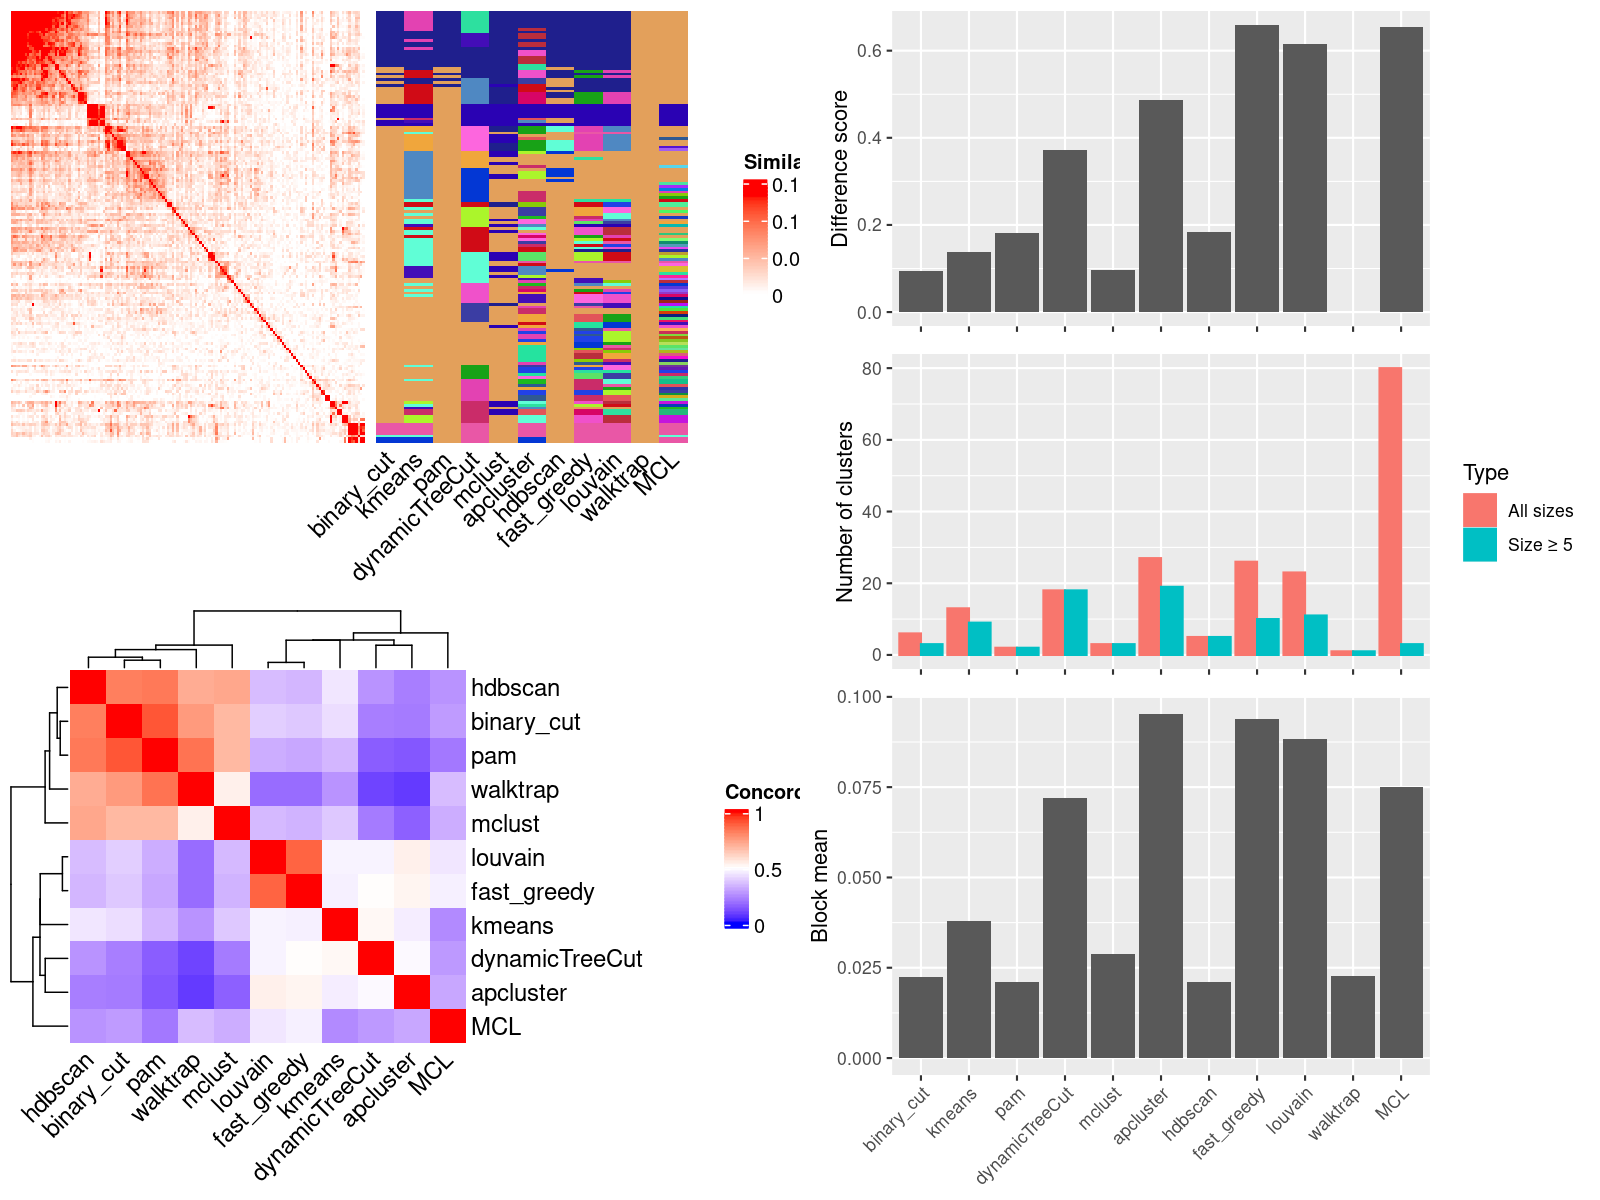 Simila
0.1
0.1
0.0
0
binary_cut
kmeans
pam
dynamicTreeCut
mclust
apcluster
hdbscan
fast_greedy
louvain
walktrap
MCL
hdbscan
binary_cut
pam
walktrap
mclust
louvain
fast_greedy
kmeans
dynamicTreeCut
apcluster
MCL
hdbscan
binary_cut
pam
walktrap
mclust
louvain
fast_greedy
kmeans
dynamicTreeCut
apcluster
MCL
Concord
1
0.5
0
Difference score
0.6
0.4
0.2
0.0
Number of clusters
80
60
40
20
0
Type
All sizes
Size ≥ 5
Block mean
0.100
0.075
0.050
0.025
0.000
binary_cut
kmeans
pam
dynamicTreeCut
mclust
apcluster
hdbscan
fast_greedy
louvain
walktrap
MCL